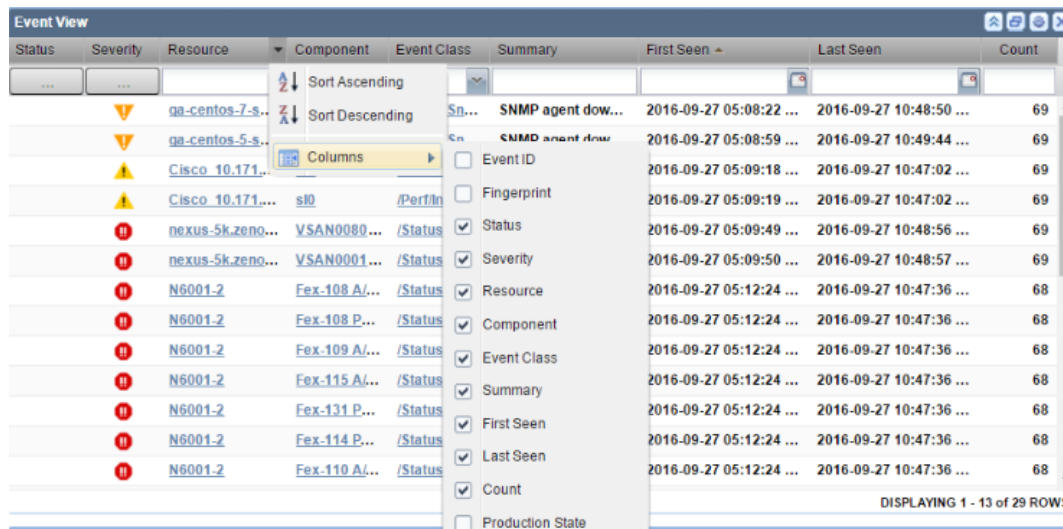 Event View
Status Severity Resource Component Event Class Summary First Seen Last Seen Count
... ...
Sort Ascending
Sort Descending
Columns
Event ID
Fingerprint
Status
Severity
Resource
Component
Event Class
Summary
First Seen
Last Seen
Count
Production State
qa-centos-7-s... Sn... SNMP agent dow... 2016-09-27 05:08:22 ... 2016-09-27 10:48:50 ... 69
qa-centos-5-s... Sn... SNMP agent dow... 2016-09-27 05:08:59 ... 2016-09-27 10:49:44 ... 69
Cisco 10.171.... 2016-09-27 05:09:18 ... 2016-09-27 10:47:02 ... 69
Cisco 10.171.... sl0 /Perf/In 2016-09-27 05:09:19 ... 2016-09-27 10:47:02 ... 69
nexus-5k.zeno... VSAN0080... /Status 2016-09-27 05:09:49 ... 2016-09-27 10:48:56 ... 69
nexus-5k.zeno... VSAN0001... /Status 2016-09-27 05:09:50 ... 2016-09-27 10:48:57 ... 69
N6001-2 Fex-108 A/... /Status 2016-09-27 05:12:24 ... 2016-09-27 10:47:36 ... 68
N6001-2 Fex-108 P... /Status 2016-09-27 05:12:24 ... 2016-09-27 10:47:36 ... 68
N6001-2 Fex-109 A/... /Status 2016-09-27 05:12:24 ... 2016-09-27 10:47:36 ... 68
N6001-2 Fex-115 A/... /Status 2016-09-27 05:12:24 ... 2016-09-27 10:47:36 ... 68
N6001-2 Fex-131 P... /Status 2016-09-27 05:12:24 ... 2016-09-27 10:47:36 ... 68
N6001-2 Fex-114 P... /Status 2016-09-27 05:12:24 ... 2016-09-27 10:47:36 ... 68
N6001-2 Fex-110 A/... /Status 2016-09-27 05:12:24 ... 2016-09-27 10:47:36 ... 68
DISPLAYING 1 - 13 of 29 ROWS